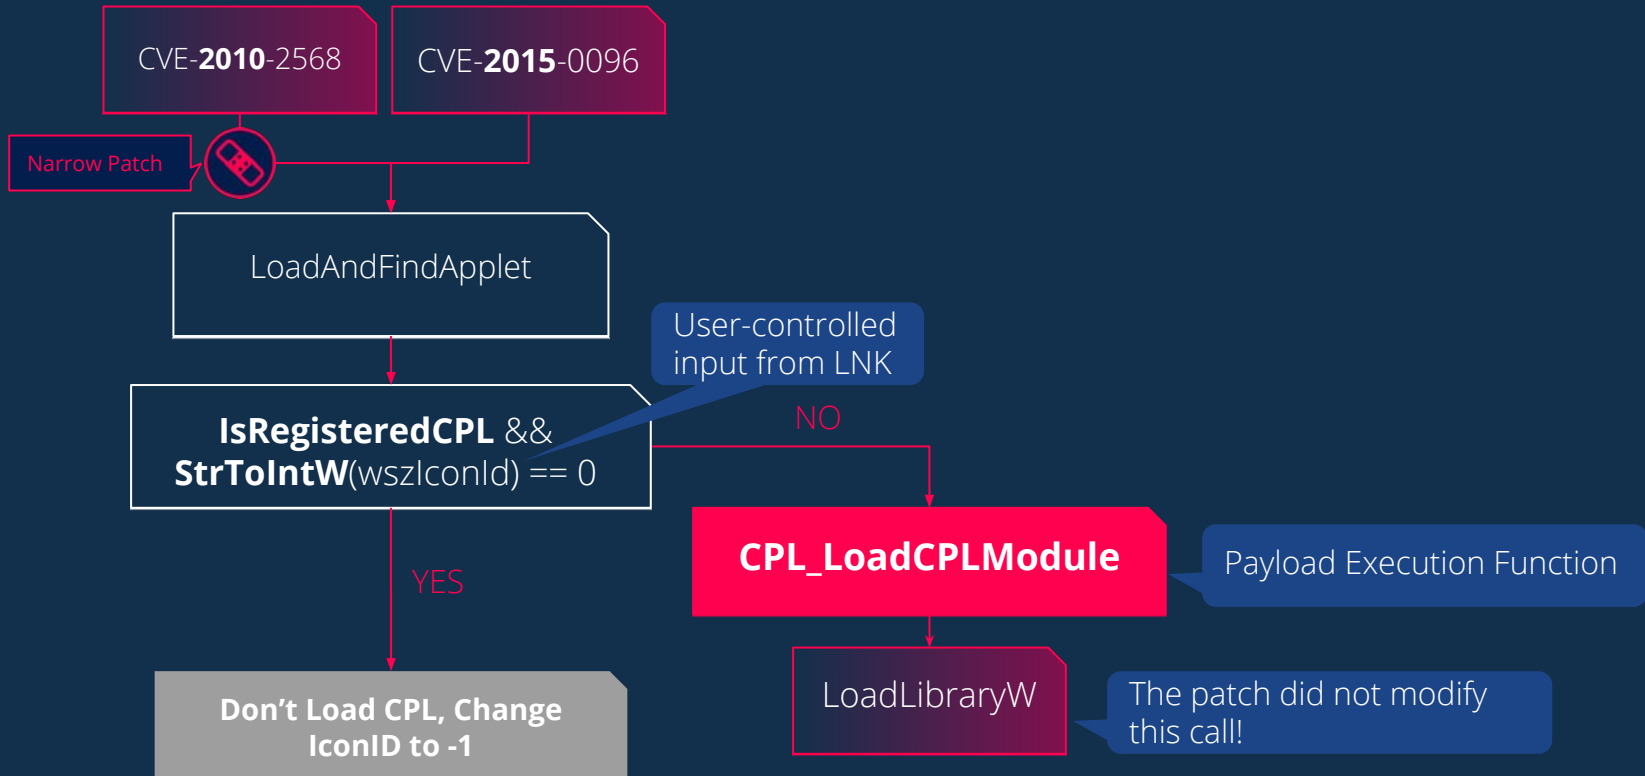 CVE-2010-2568
CVE-2015-0096
Narrow Patch
LoadAndFindApplet
User-controlled
input from LNK
IsRegisteredCPL &&
StrToIntW(wszIconId) == 0
NO
CPL_LoadCPLModule
Payload Execution Function
YES
Don’t Load CPL, Change
IconID to -1
LoadLibraryW
The patch did not modify
this call!